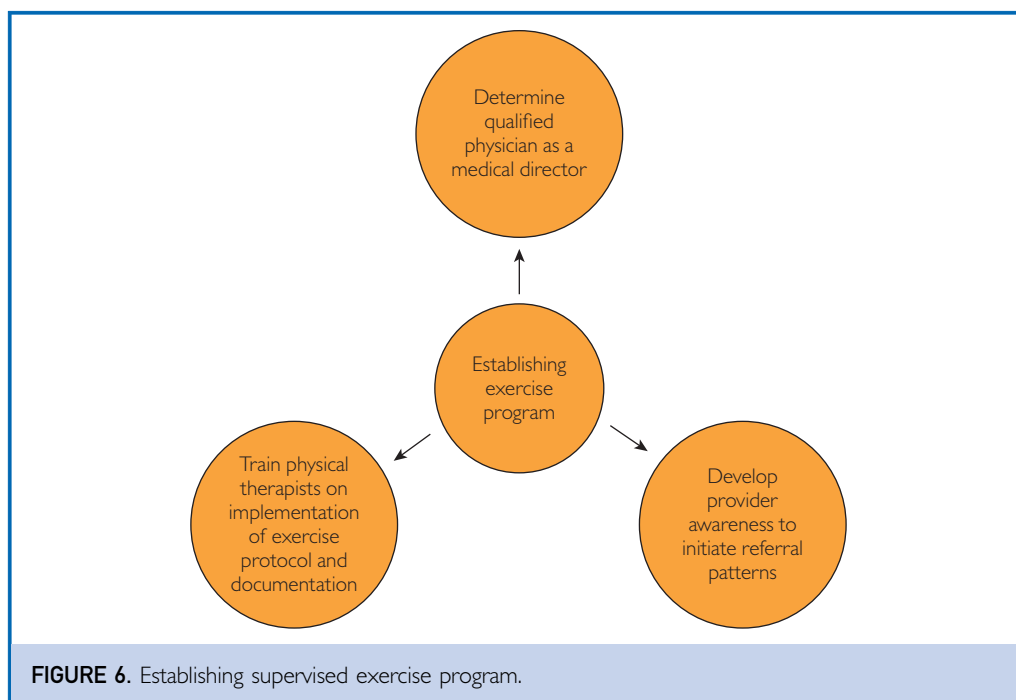 Determine
qualified
physician as a
medical director
Establishing
exercise
program
Train physical
therapists on
implementation
of exercise
protocol and
documentation
Develop
provider
awareness to
initiate referral
patterns
FIGURE 6. Establishing supervised exercise program.